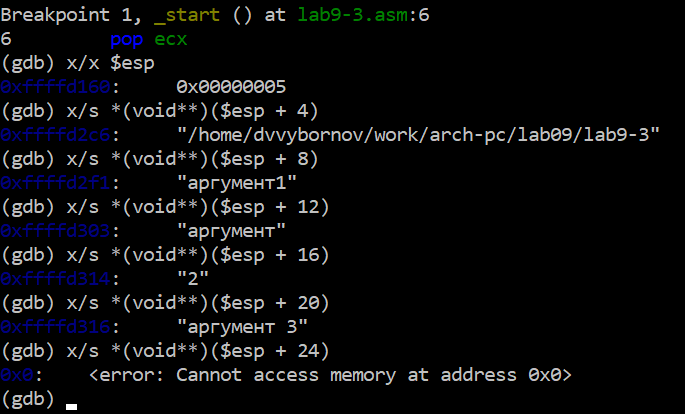 Breakpoint 1, _start () at lab9-3.asm:6
6 pop ecx
(gdb) x/x $esp
0xffffd160: 0x00000005
(gdb) x/s *(void**)($esp + 4)
0xffffd2c6: "/home/dvvybornov/work/arch-pc/lab09/lab9-3"
(gdb) x/s *(void**)($esp + 8)
0xffffd2f1: "аргумент1"
(gdb) x/s *(void**)($esp + 12)
0xffffd303: "аргумент"
(gdb) x/s *(void**)($esp + 16)
0xffffd314: "2"
(gdb) x/s *(void**)($esp + 20)
0xffffd316: "аргумент 3"
(gdb) x/s *(void**)($esp + 24)
0x0: <error: Cannot access memory at address 0x0>
(gdb)